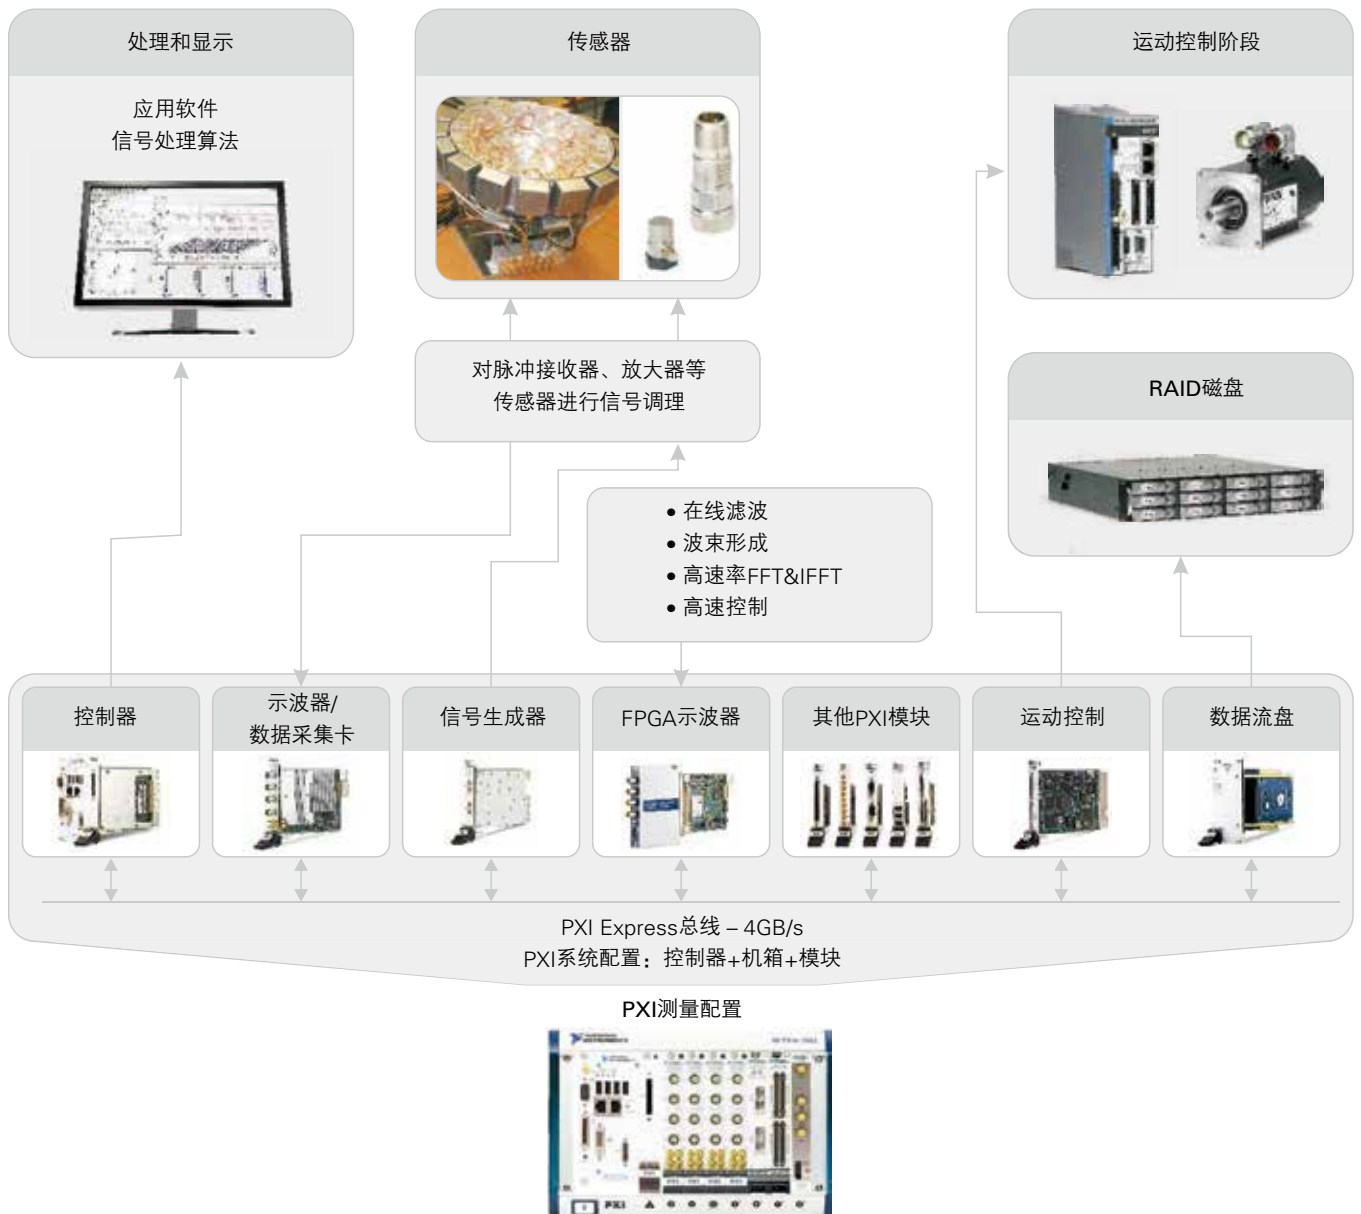 处理和显示
应用软件
信号处理算法
传感器
对脉冲接收器、放大器等
传感器进行信号调理
运动控制阶段
RAID磁盘
• 在线滤波
• 波束形成
• 高速率FFT&IFFT
• 高速控制
控制器
示波器/
数据采集卡
信号生成器
FPGA示波器
其他PXI模块
运动控制
数据流盘
PXI Express总线 – 4GB/s
PXI系统配置：控制器+机箱+模块
PXI测量配置
PXI